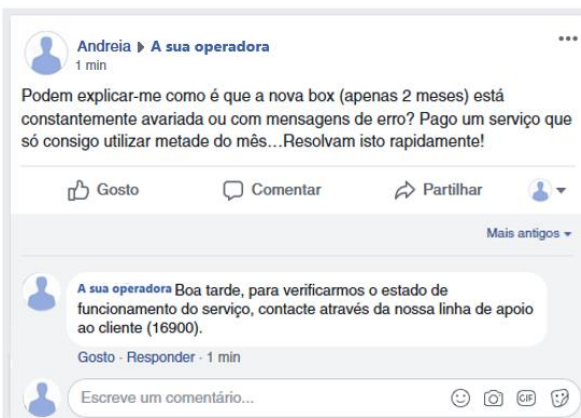 Andreia ▶ A sua operadora
1 min
Podem explicar-me como é que a nova box (apenas 2 meses) está
constantemente avariada ou com mensagens de erro? Pago um serviço que
só consigo utilizar metade do mês…Resolvam isto rapidamente!
Gosto Comentar Partilhar
Mais antigos
A sua operadora Boa tarde, para verificarmos o estado de
funcionamento do serviço, contacte através da nossa linha de apoio
ao cliente (16900).
Gosto · Responder · 1 min
Escreve um comentário... GIF